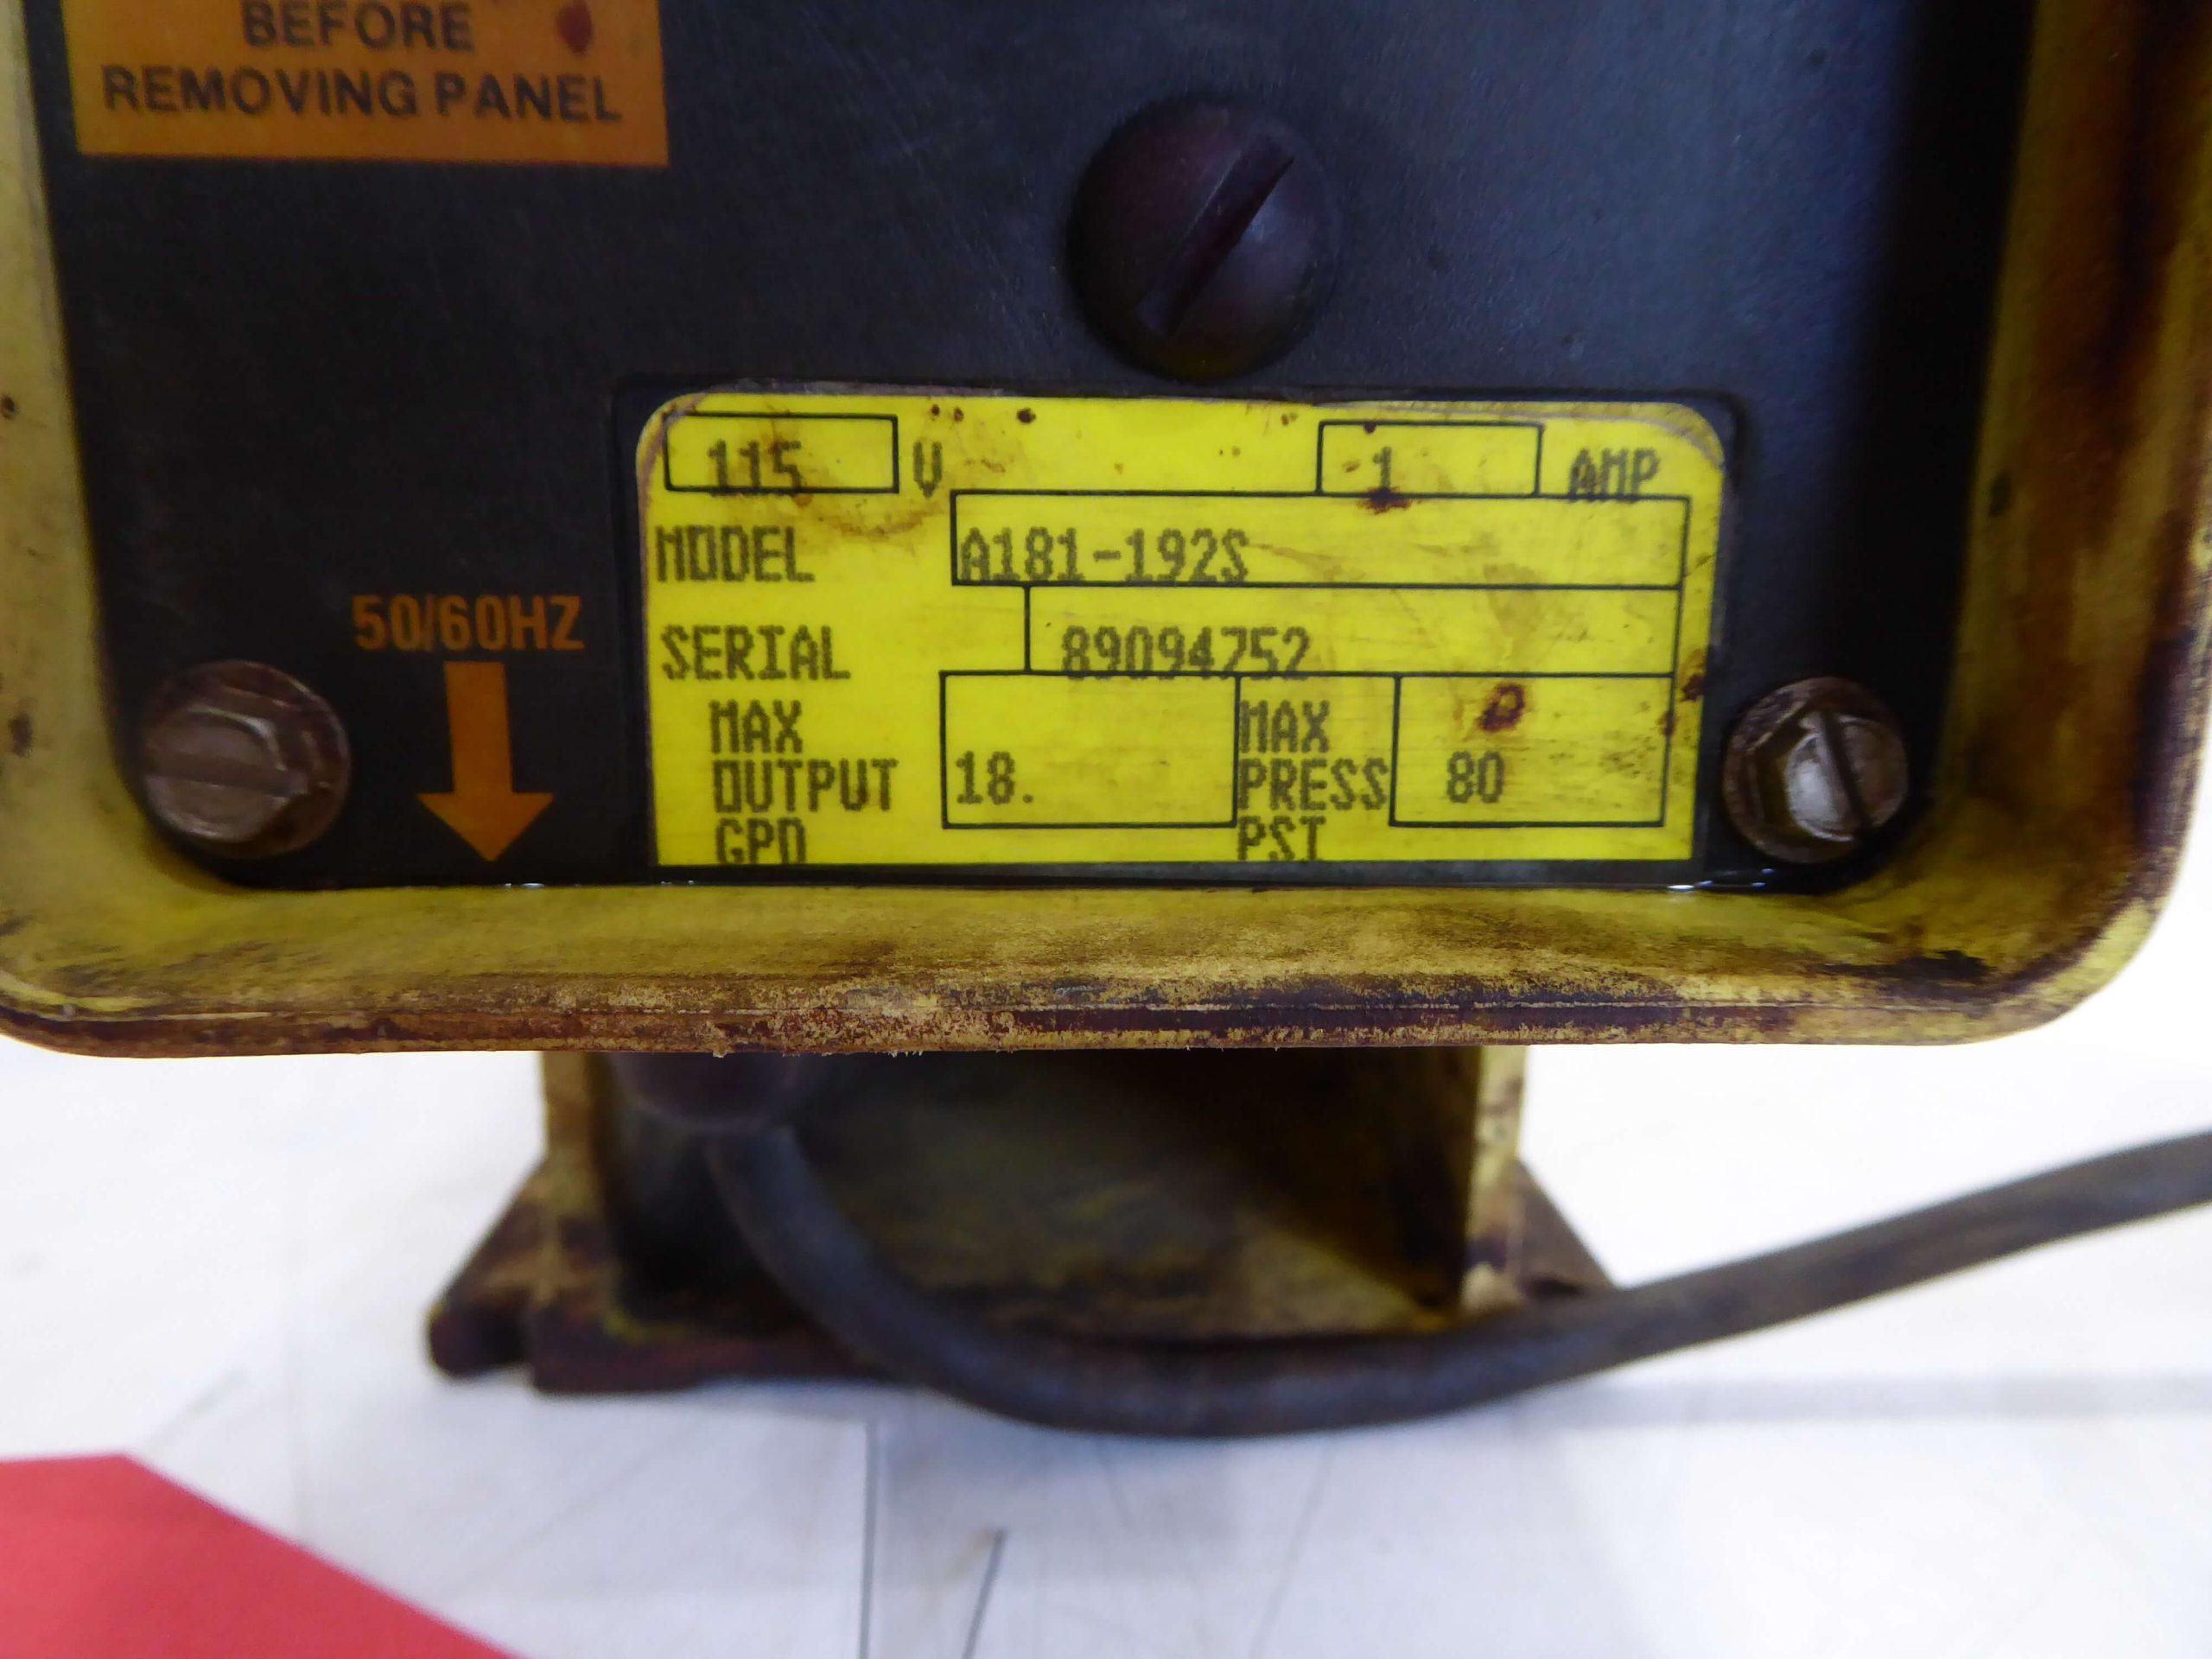 BEFORE
REMOVING PANEL
115 V 1 AMP
MODEL A181-192S
50/60HZ
SERIAL 89094752
MAX OUTPUT GPD 18.
MAX PRESS PSI 80